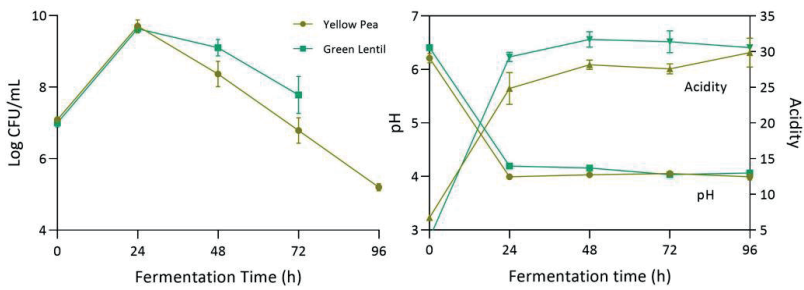 Log CFU/mL
10
8
6
4
0
24
48
72
96
Fermentation Time (h)
Yellow Pea
Green Lentil
pH
7
6
5
4
3
0
24
48
72
96
Fermentation time (h)
Acidity
pH
35
30
25
20
15
10
5
Acidity